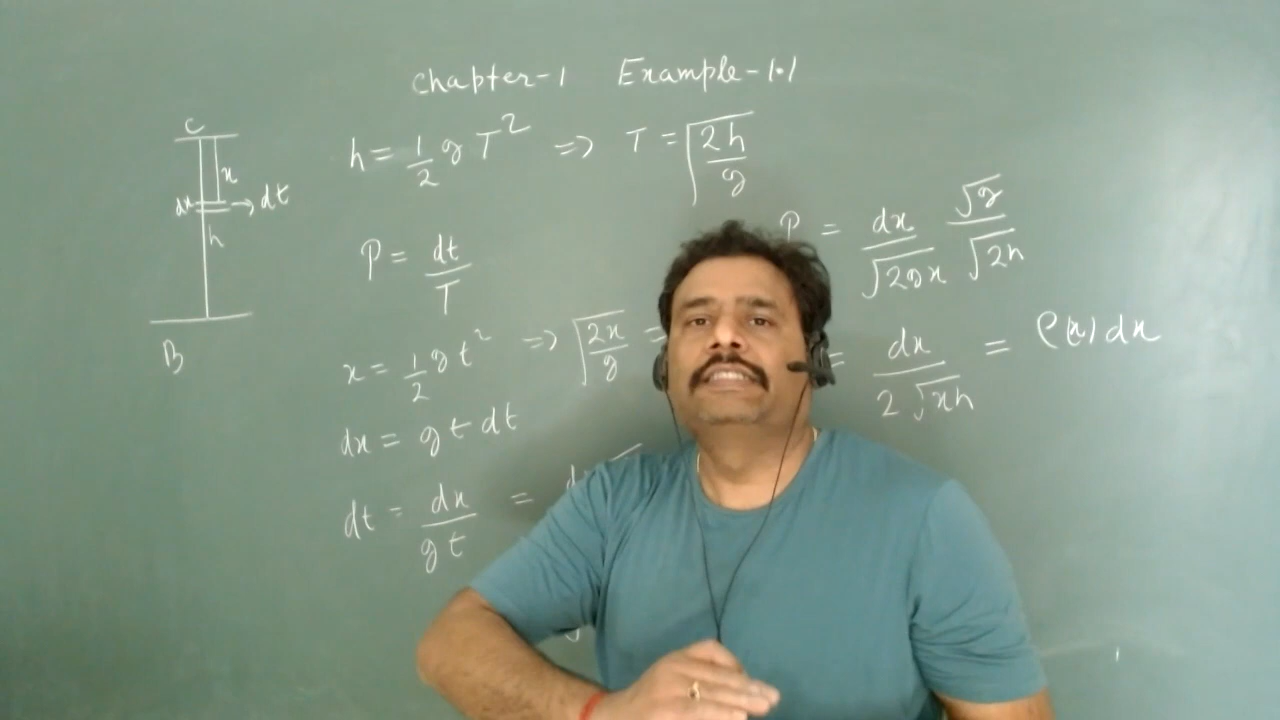 Chapter-1 Example-1.1
C
x
dx → dt
h
B
h = 1/2 g T² ⇒ T = √(2h/g)
P = dt/T
x = 1/2 g t² ⇒ √(2x/g) =
dx = g t dt
dt = dx/(g t) =
P = dx/√(2gx) √g/√(2h)
= dx/(2√(xh)) = ρ(x) dx